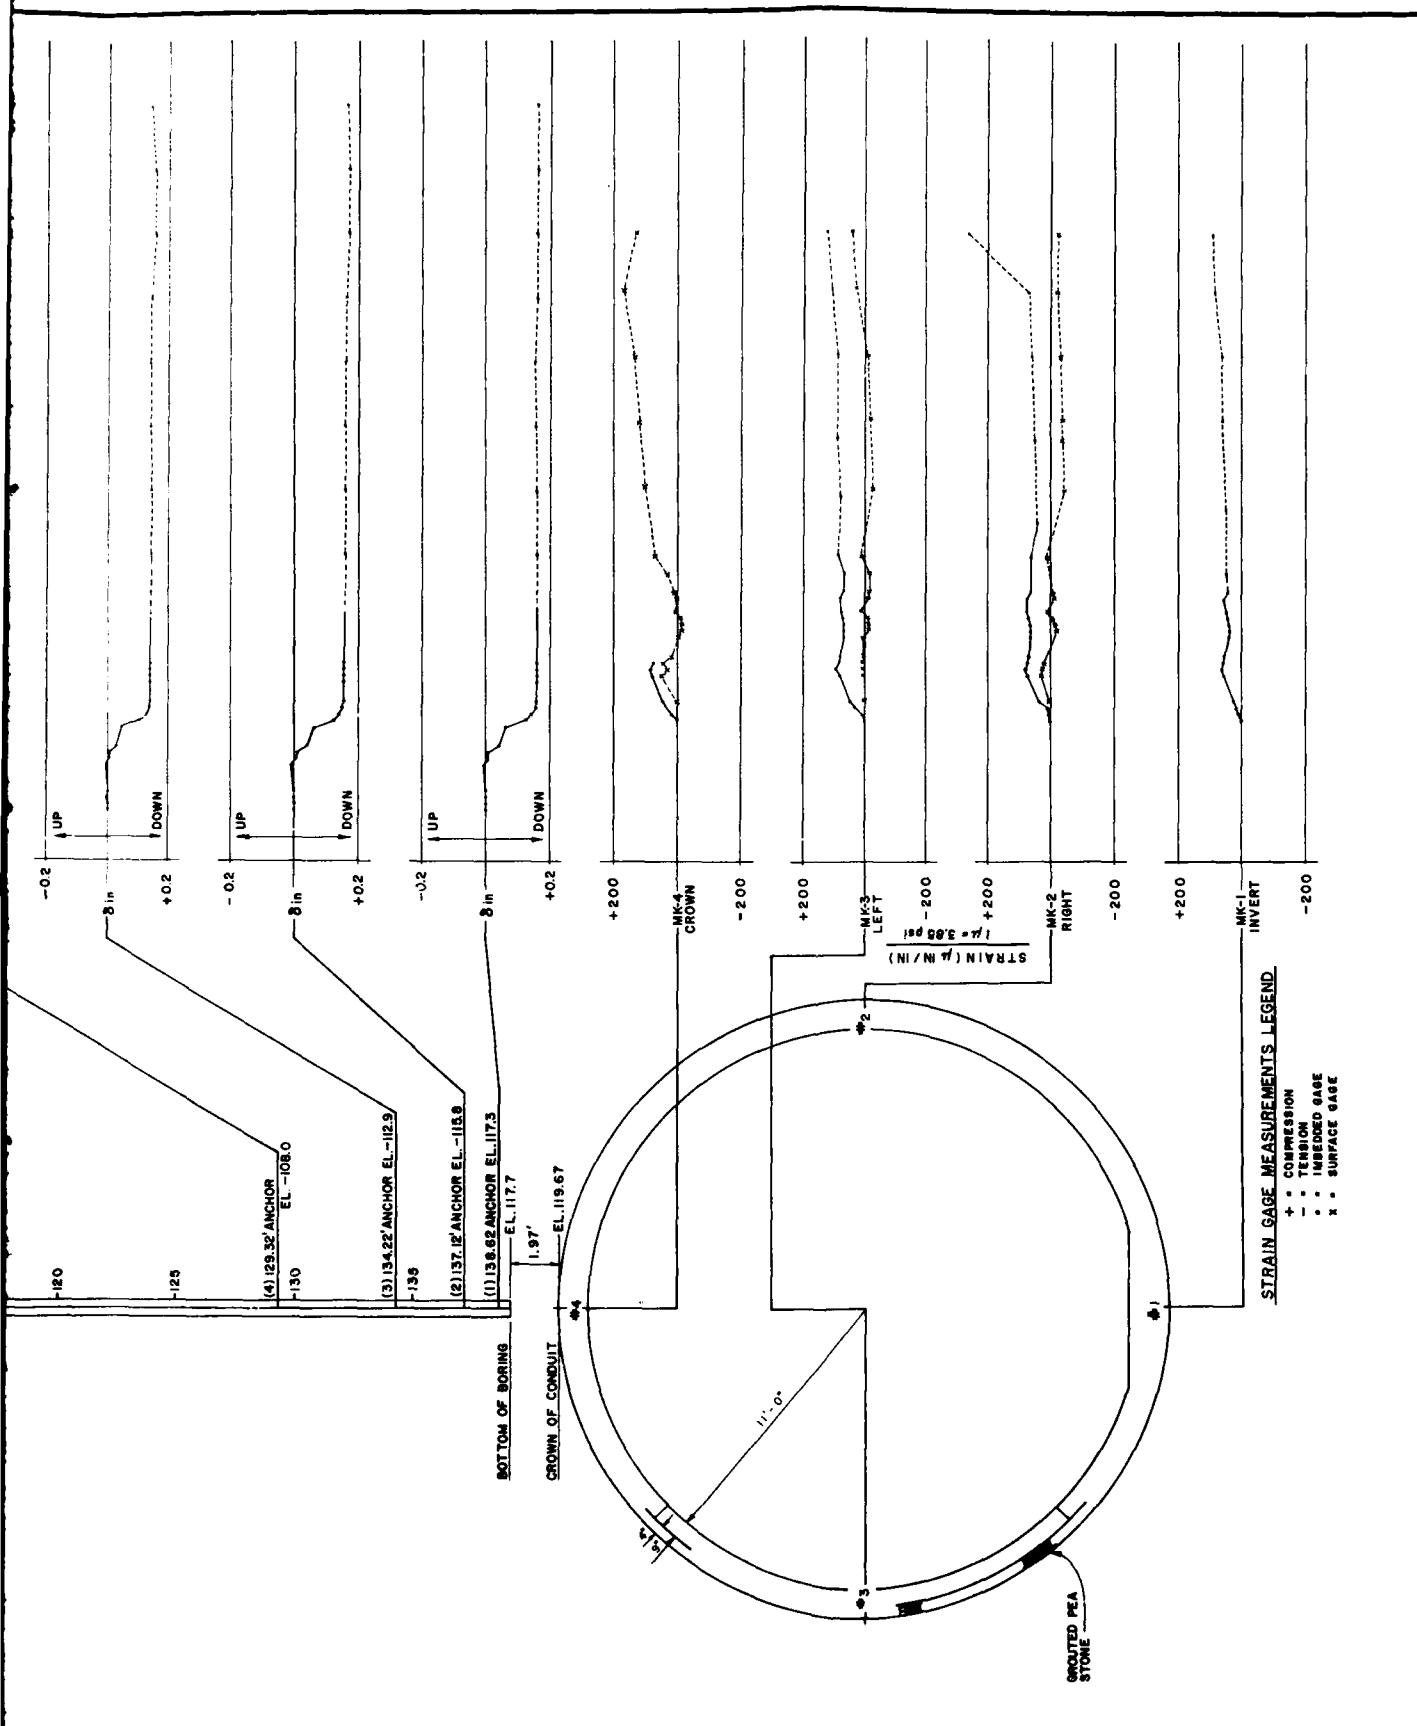 -0.2
UP
δ in
DOWN
+0.2
-0.2
UP
δ in
DOWN
+0.2
-0.2
UP
δ in
DOWN
+0.2
+200
MK-4
CROWN
-200
+200
MK-3
LEFT
-200
STRAIN (μ IN/IN)
1μ = 3.85 psi
+200
MK-2
RIGHT
-200
+200
MK-1
INVERT
-200
-120
-125
(4) 129.32' ANCHOR
EL. -108.0
-130
(3) 134.22' ANCHOR EL.-112.9
-135
(2) 137.12' ANCHOR EL.-115.8
(1) 138.62 ANCHOR EL.117.3
EL.117.7
1.97'
EL.119.67
BOTTOM OF BORING
CROWN OF CONDUIT
#4
#2
#3
#1
11'-0"
9"
GROUTED PEA
STONE
STRAIN GAGE MEASUREMENTS LEGEND
+ = COMPRESSION
- = TENSION
• = IMBEDDED GAGE
x = SURFACE GAGE